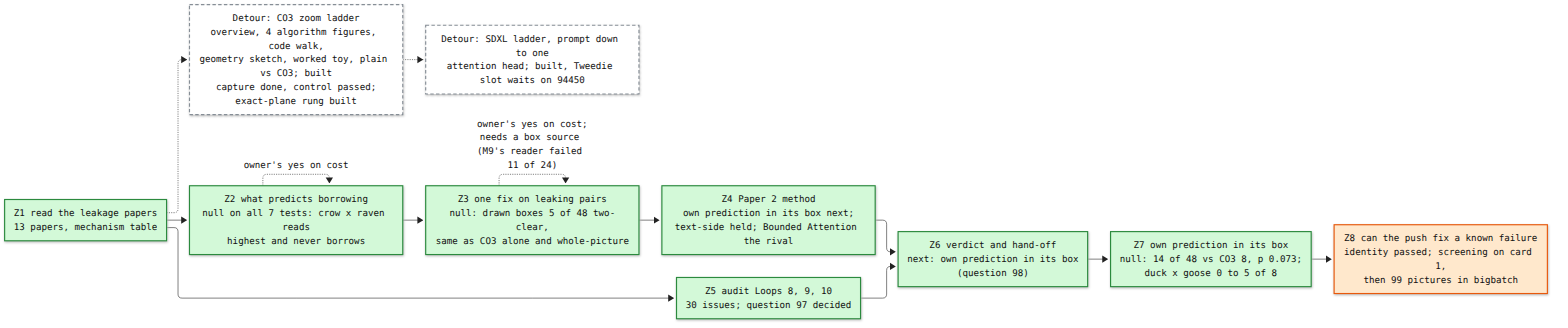 Detour: CO3 zoom ladder
overview, 4 algorithm figures,
code walk,
geometry sketch, worked toy, plain
vs CO3; built
capture done, control passed;
exact-plane rung built
Detour: SDXL ladder, prompt down
to one
attention head; built, Tweedie
slot waits on 94450
owner's yes on cost
owner's yes on cost;
needs a box source
(M9's reader failed
11 of 24)
Z1 read the leakage papers
13 papers, mechanism table
Z2 what predicts borrowing
null on all 7 tests: crow x raven
reads
highest and never borrows
Z3 one fix on leaking pairs
null: drawn boxes 5 of 48 two-
clear,
same as CO3 alone and whole-picture
Z4 Paper 2 method
own prediction in its box next;
text-side held; Bounded Attention
the rival
Z5 audit Loops 8, 9, 10
30 issues; question 97 decided
Z6 verdict and hand-off
next: own prediction in its box
(question 98)
Z7 own prediction in its box
null: 14 of 48 vs CO3 8, p 0.073;
duck x goose 0 to 5 of 8
Z8 can the push fix a known failure
identity passed; screening on card
1,
then 99 pictures in bigbatch